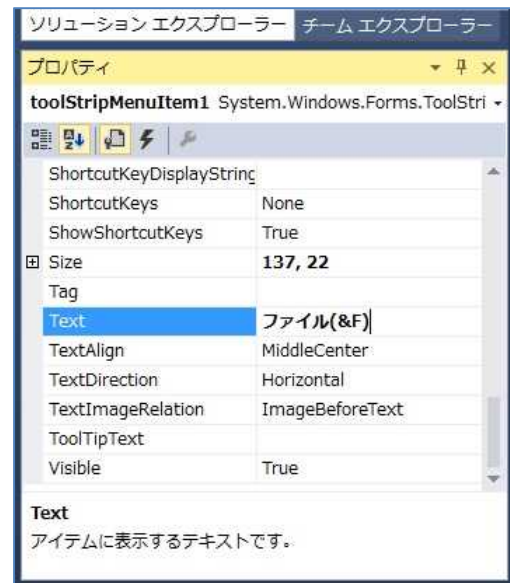 ソリューション エクスプローラー チーム エクスプローラー
プロパティ
toolStripMenuItem1 System.Windows.Forms.ToolStri
ShortcutKeyDisplayString
ShortcutKeys None
ShowShortcutKeys True
Size 137, 22
Tag
Text ファイル(&F)
TextAlign MiddleCenter
TextDirection Horizontal
TextImageRelation ImageBeforeText
ToolTipText
Visible True
Text
アイテムに表示するテキストです。